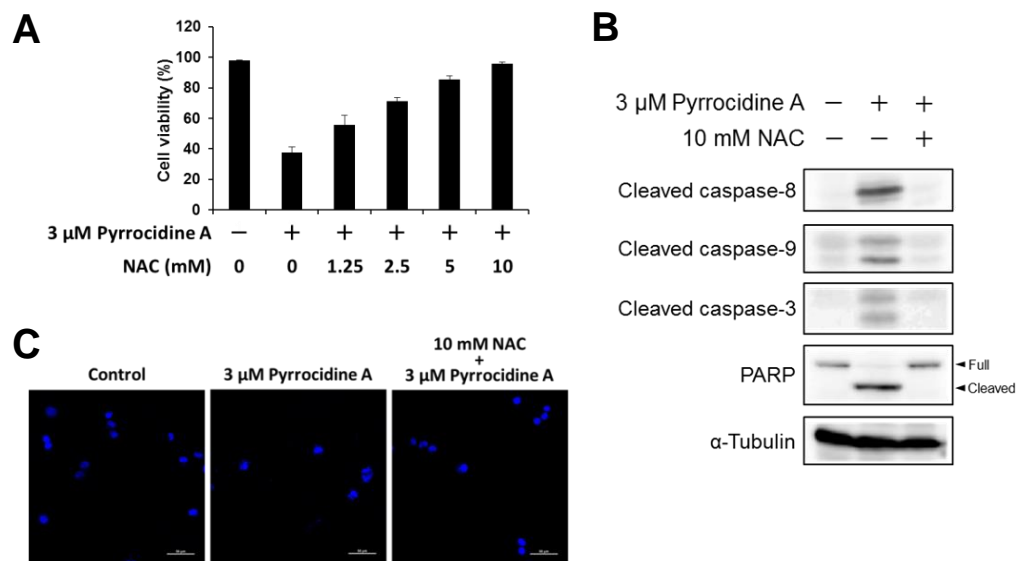 A
120
100
80
60
40
20
0
Cell viability (%)
3 µM Pyrrocidine A − + + + + +
NAC (mM) 0 0 1.25 2.5 5 10
B
3 µM Pyrrocidine A − + +
10 mM NAC − − +
Cleaved caspase-8
Cleaved caspase-9
Cleaved caspase-3
PARP
Full
Cleaved
α-Tubulin
C
Control
3 µM Pyrrocidine A
10 mM NAC
+
3 µM Pyrrocidine A